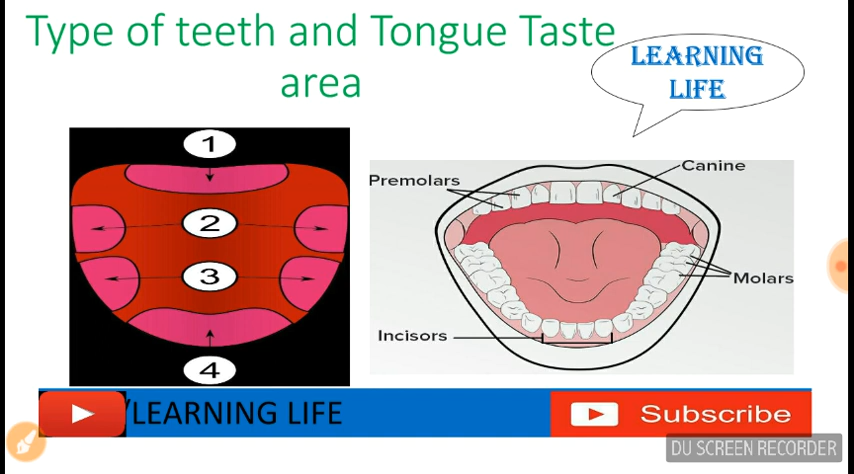 Type of teeth and Tongue Taste
area
LEARNING
LIFE
1
2
3
4
Canine
Premolars
Molars
Incisors
/LEARNING LIFE
Subscribe
DU SCREEN RECORDER